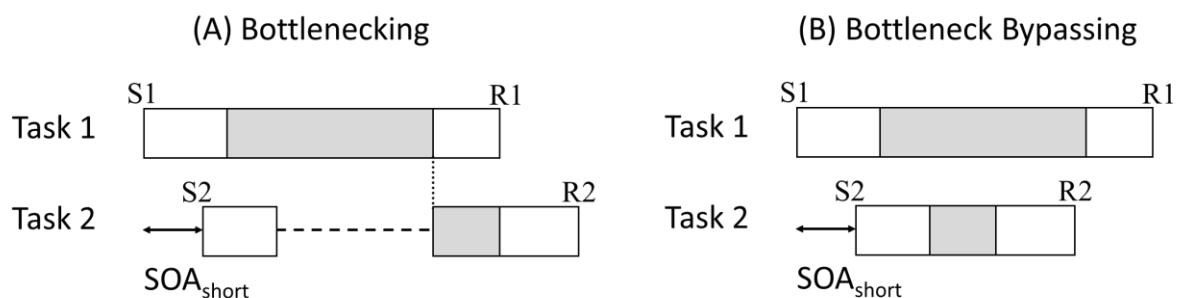 (A) Bottlenecking
S1
R1
Task 1
S2
R2
Task 2
SOAshort
(B) Bottleneck Bypassing
S1
R1
Task 1
S2
R2
Task 2
SOAshort